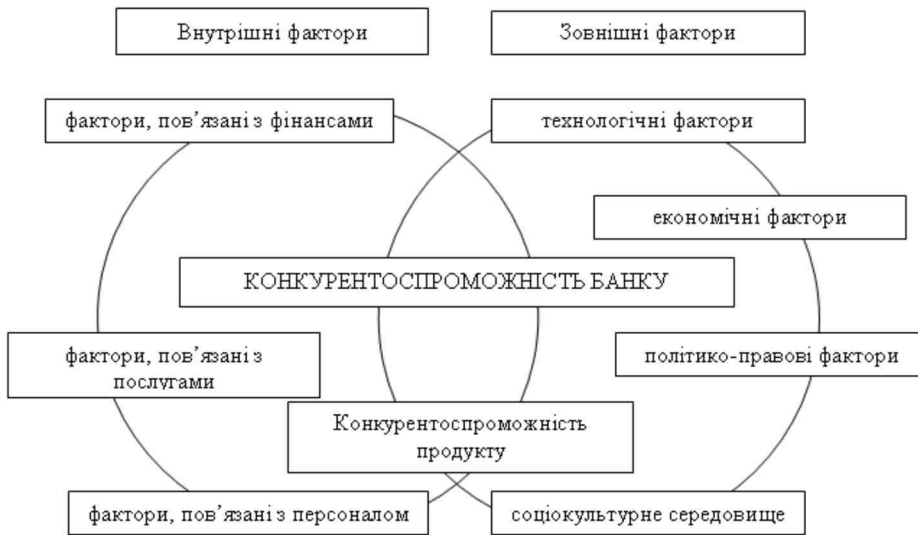 Внутрішні фактори
Зовнішні фактори
фактори, пов’язані з фінансами
технологічні фактори
економічні фактори
КОНКУРЕНТОСПРОМОЖНІСТЬ БАНКУ
фактори, пов’язані з
послугами
політико-правові фактори
Конкурентоспроможність
продукту
фактори, пов’язані з персоналом
соціокультурне середовище